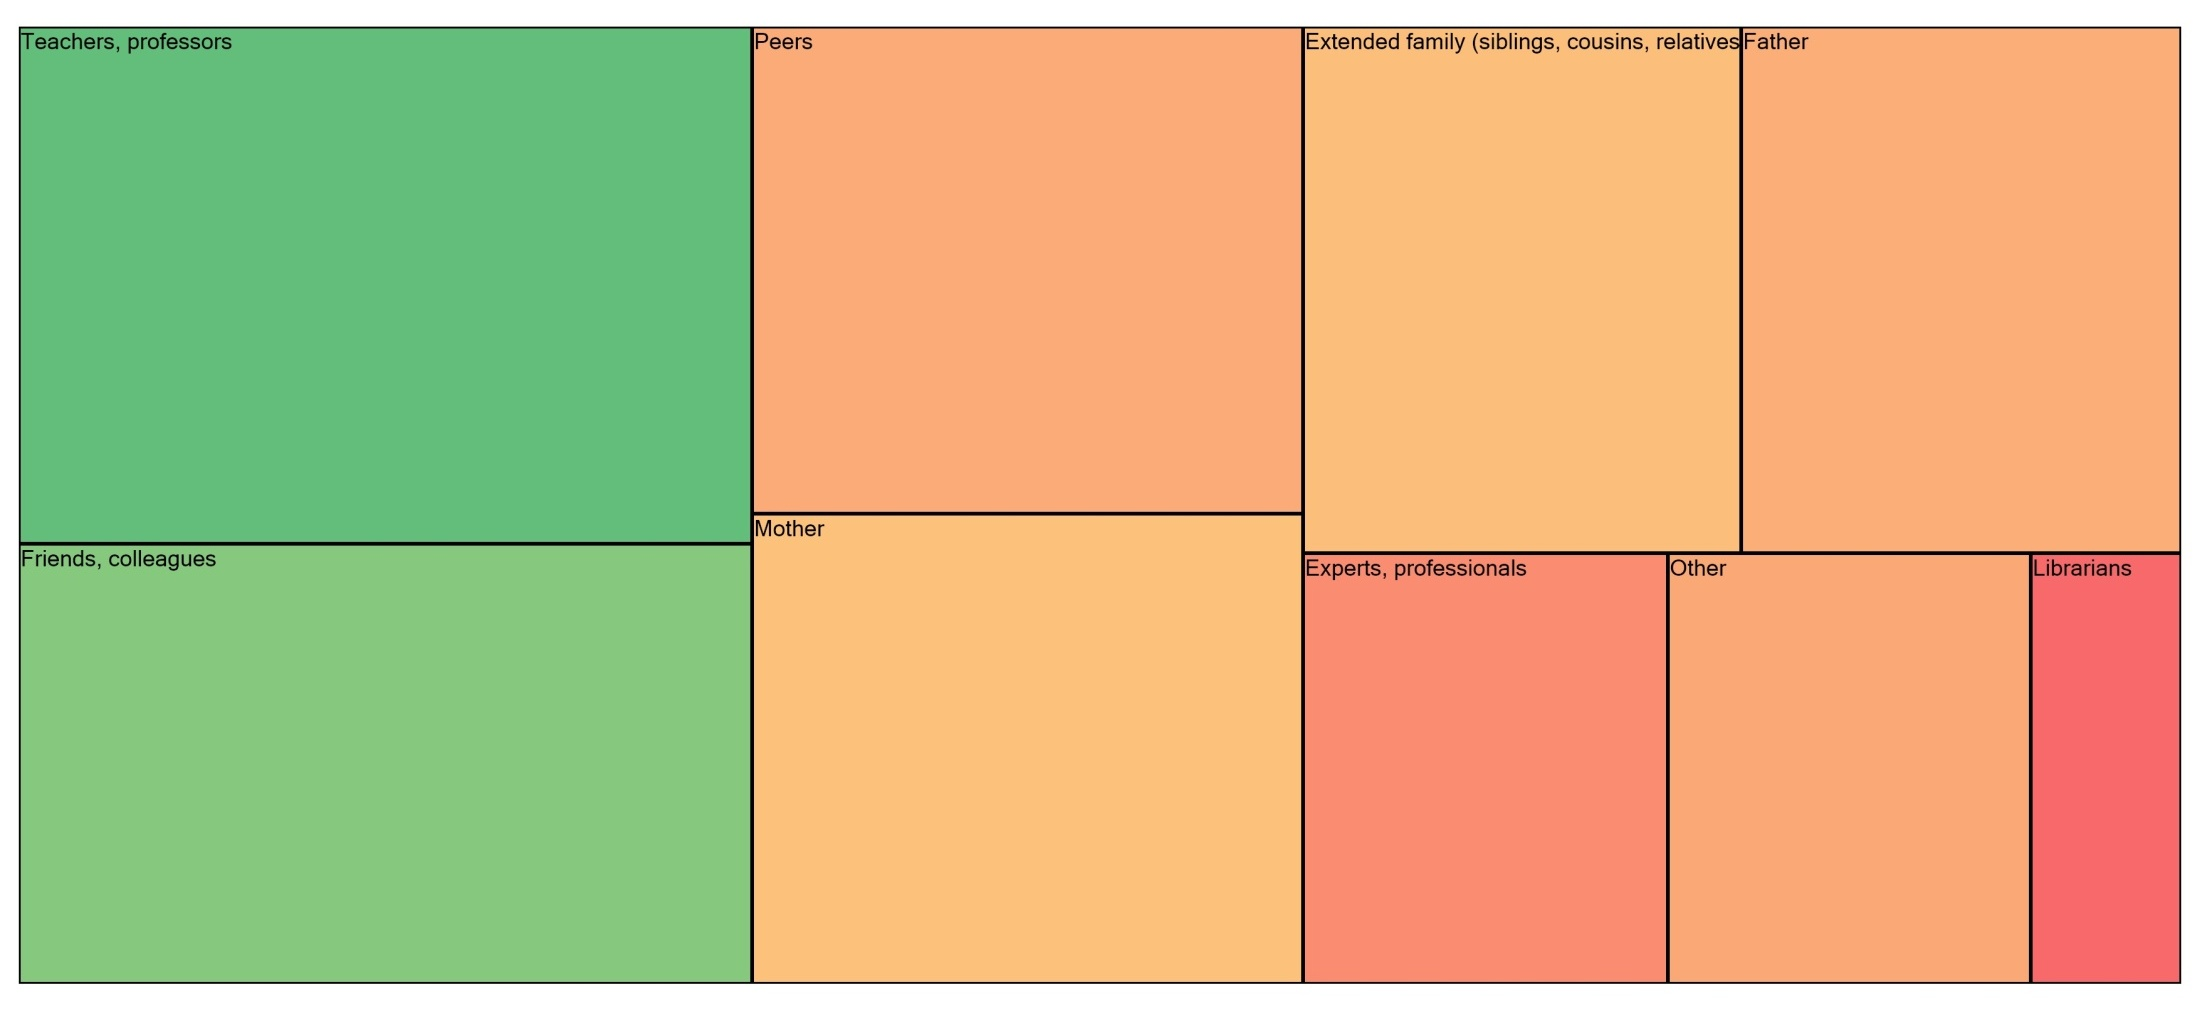 Teachers, professors
Peers
Extended family (siblings, cousins, relatives
Father
Friends, colleagues
Mother
Experts, professionals
Other
Librarians